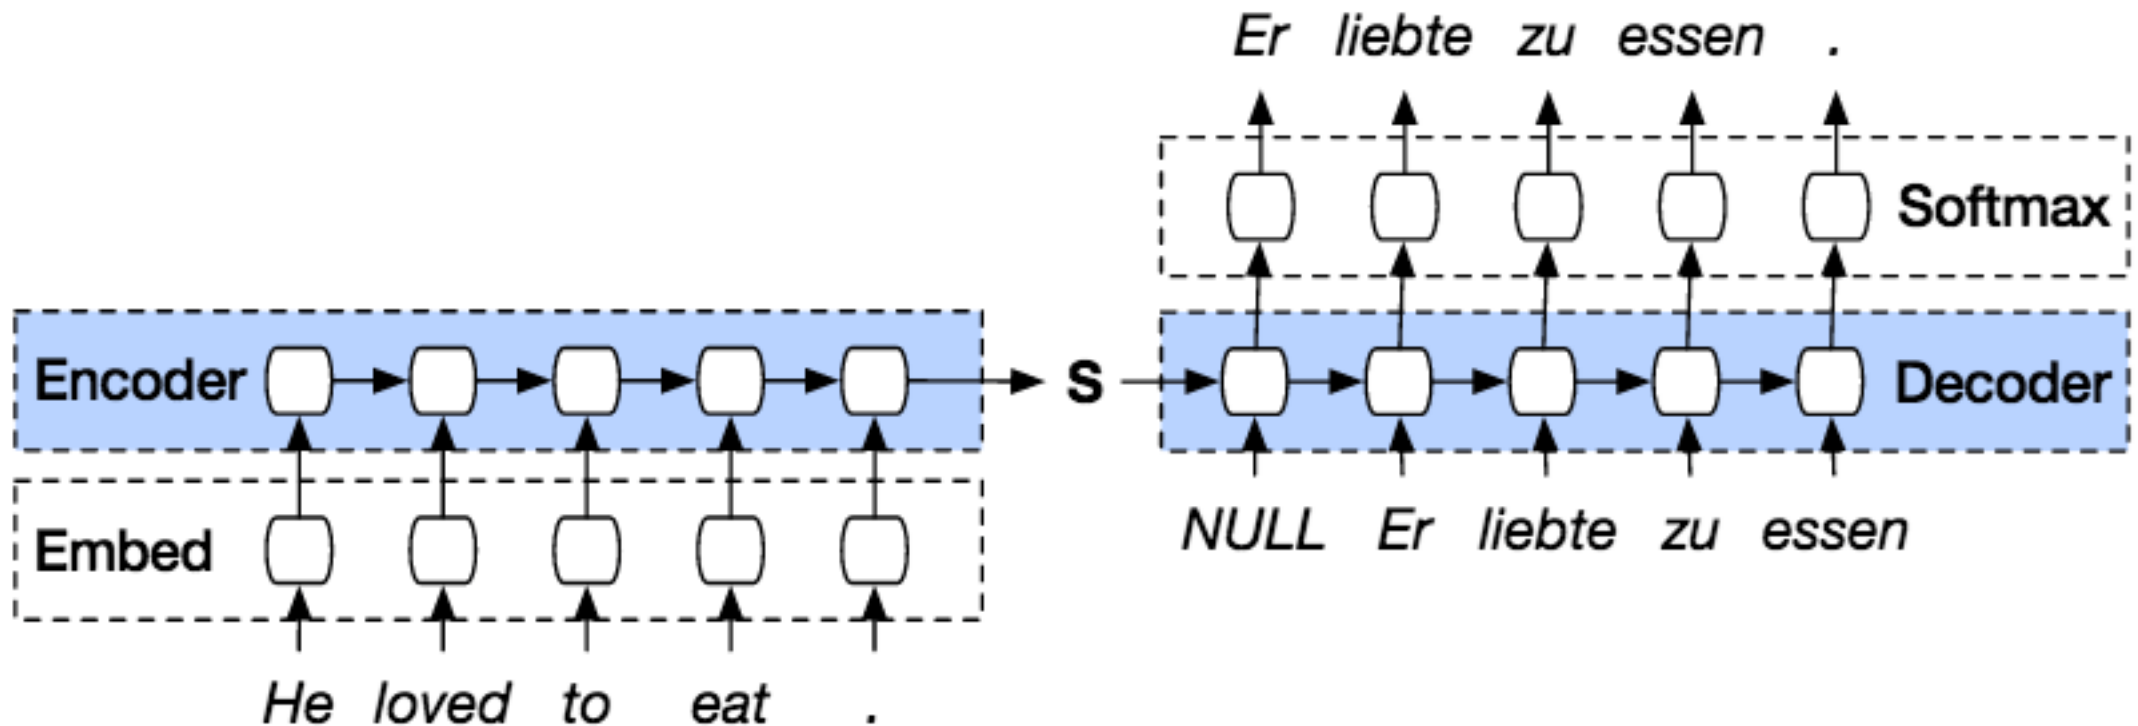 Er liebte zu essen .
Softmax
Encoder
S
Decoder
Embed
NULL Er liebte zu essen
He loved to eat .